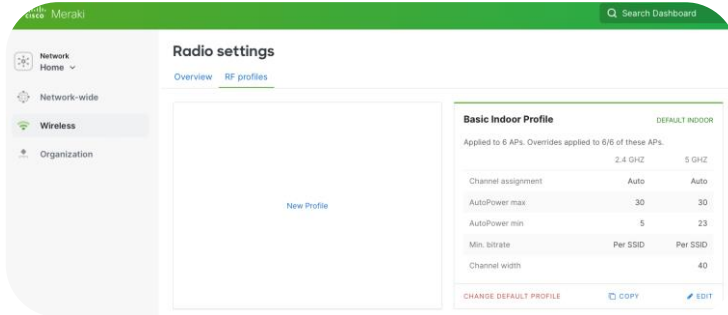 CISCO Meraki
Search Dashboard
Network
Home
Network-wide
Wireless
Organization
Radio settings
Overview RF profiles
New Profile
Basic Indoor Profile DEFAULT INDOOR
Applied to 6 APs. Overrides applied to 6/6 of these APs.
2.4 GHZ 5 GHZ
Channel assignment Auto Auto
AutoPower max 30 30
AutoPower min 5 23
Min. bitrate Per SSID Per SSID
Channel width 40
CHANGE DEFAULT PROFILE COPY EDIT